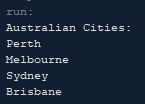 run:
Australian Cities:
Perth
Melbourne
Sydney
Brisbane